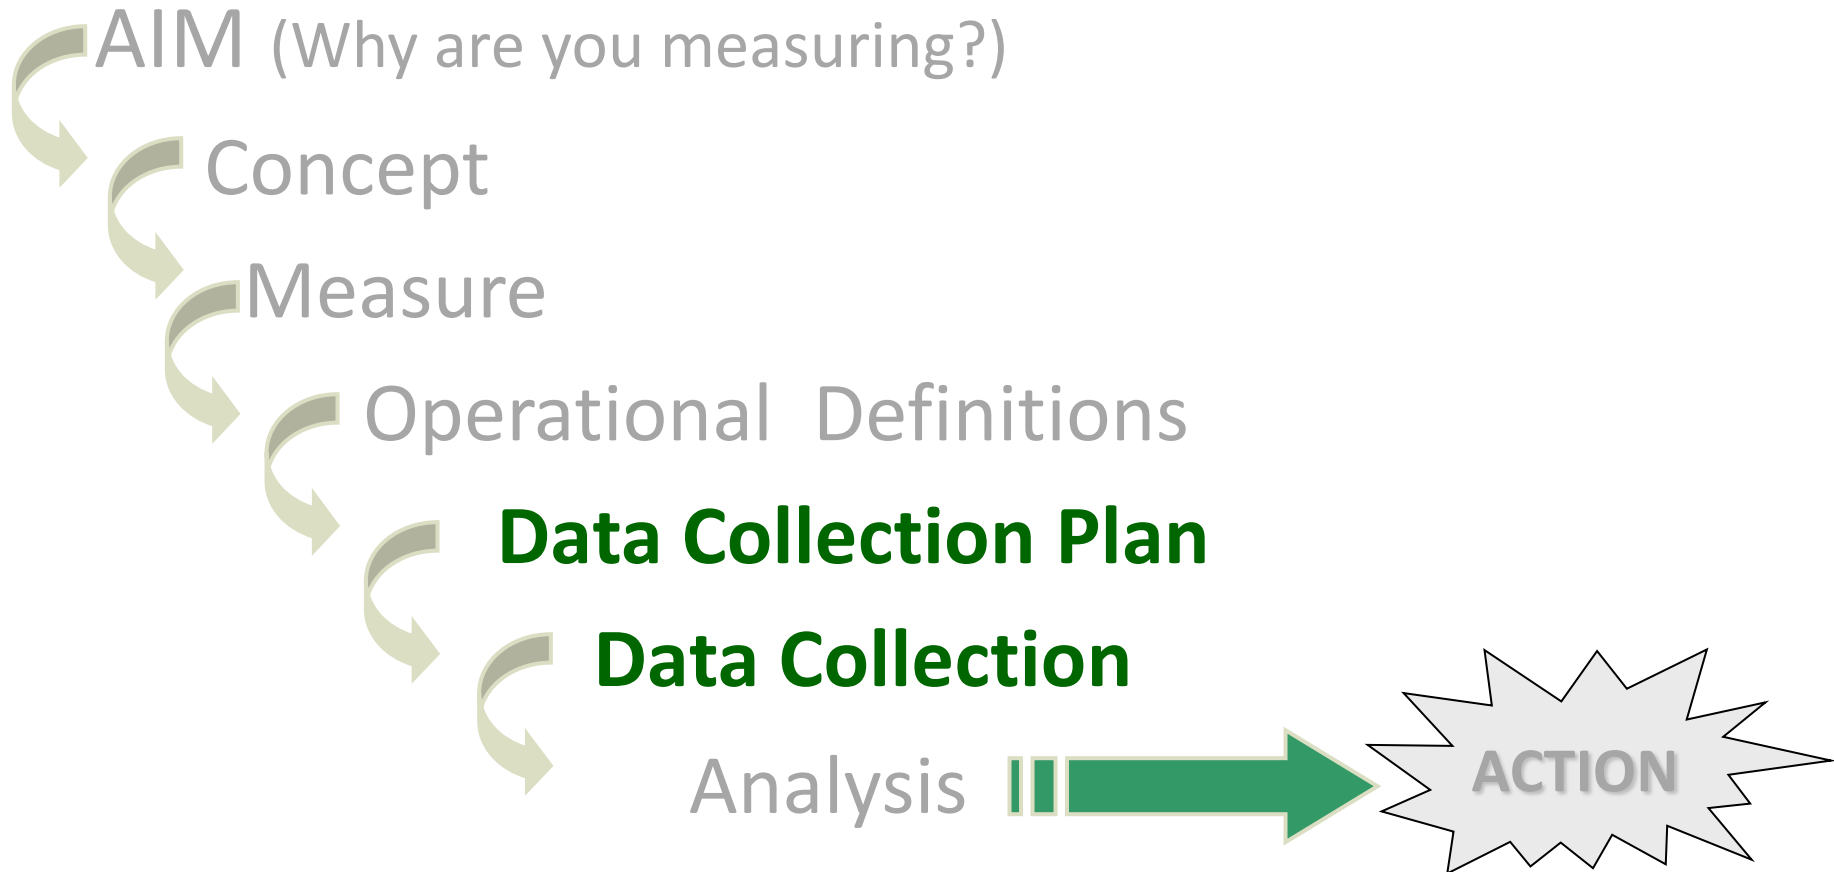 AIM (Why are you measuring?)
Concept
Measure
Operational Definitions
Data Collection Plan
Data Collection
Analysis
ACTION